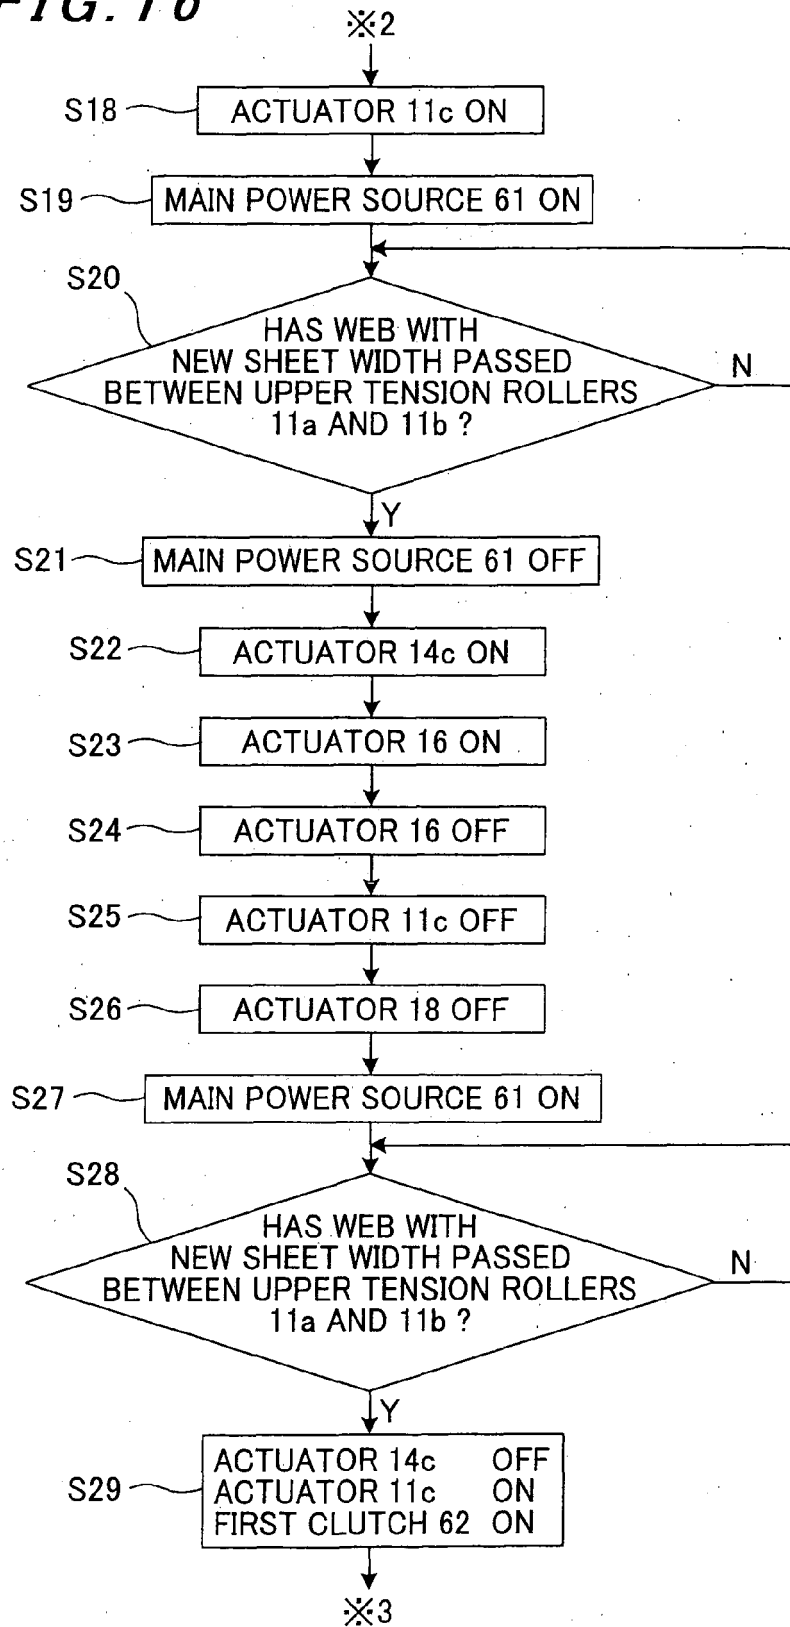 FIG. 16
※2
S18
ACTUATOR 11c ON
S19
MAIN POWER SOURCE 61 ON
S20
HAS WEB WITH
NEW SHEET WIDTH PASSED
BETWEEN UPPER TENSION ROLLERS
11a AND 11b ?
N
Y
S21
MAIN POWER SOURCE 61 OFF
S22
ACTUATOR 14c ON
S23
ACTUATOR 16 ON
S24
ACTUATOR 16 OFF
S25
ACTUATOR 11c OFF
S26
ACTUATOR 18 OFF
S27
MAIN POWER SOURCE 61 ON
S28
HAS WEB WITH
NEW SHEET WIDTH PASSED
BETWEEN UPPER TENSION ROLLERS
11a AND 11b ?
N
Y
S29
ACTUATOR 14c OFF
ACTUATOR 11c ON
FIRST CLUTCH 62 ON
※3